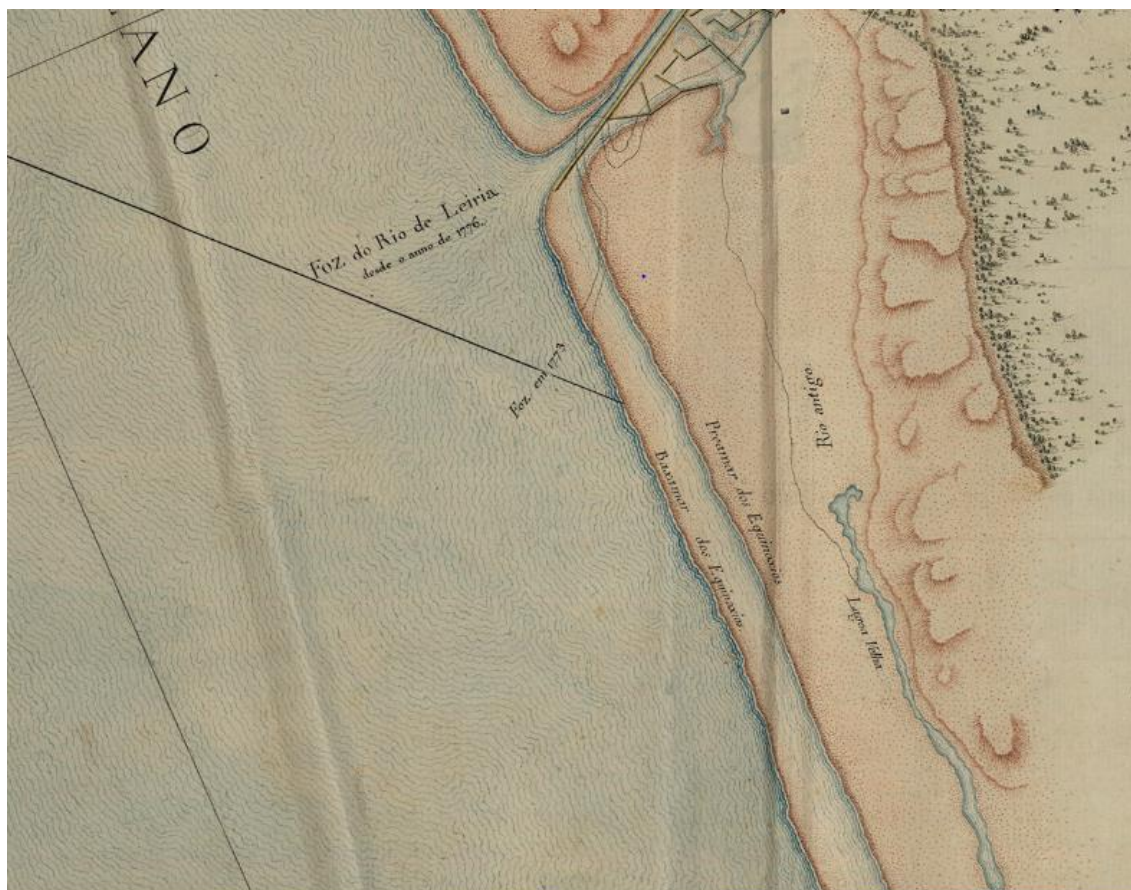 ANO
Foz do Rio de Leiria
desde o anno de 1776.
Foz em 1773
Rio antigo
Preamar dos Equinoxios
Baxamar dos Equinoxios
Lagoa Velha